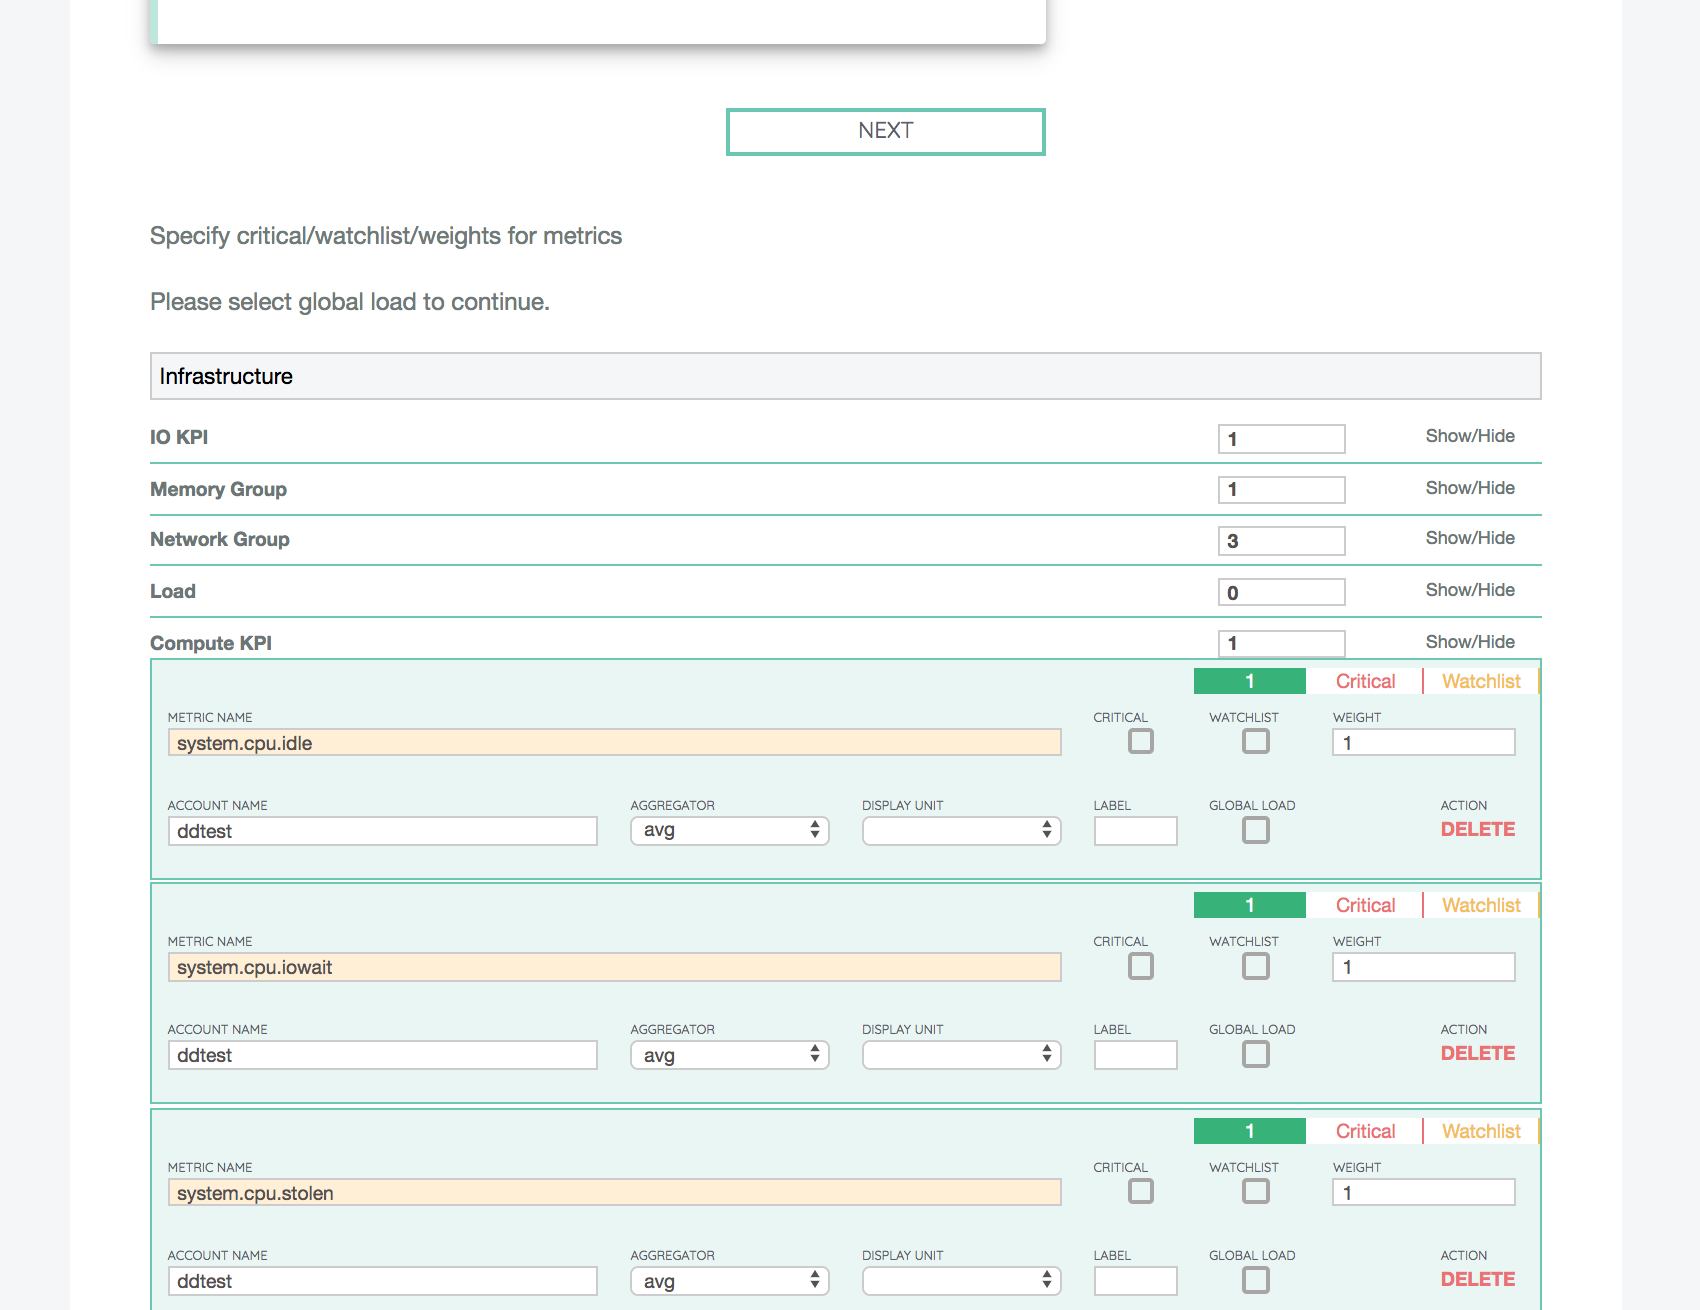 NEXT
Specify critical/watchlist/weights for metrics
Please select global load to continue.
Infrastructure
IO KPI 1 Show/Hide
Memory Group 1 Show/Hide
Network Group 3 Show/Hide
Load 0 Show/Hide
Compute KPI 1 Show/Hide
1 Critical Watchlist
METRIC NAME CRITICAL WATCHLIST WEIGHT
system.cpu.idle 1
ACCOUNT NAME AGGREGATOR DISPLAY UNIT LABEL GLOBAL LOAD ACTION
ddtest avg DELETE
1 Critical Watchlist
METRIC NAME CRITICAL WATCHLIST WEIGHT
system.cpu.iowait 1
ACCOUNT NAME AGGREGATOR DISPLAY UNIT LABEL GLOBAL LOAD ACTION
ddtest avg DELETE
1 Critical Watchlist
METRIC NAME CRITICAL WATCHLIST WEIGHT
system.cpu.stolen 1
ACCOUNT NAME AGGREGATOR DISPLAY UNIT LABEL GLOBAL LOAD ACTION
ddtest avg DELETE